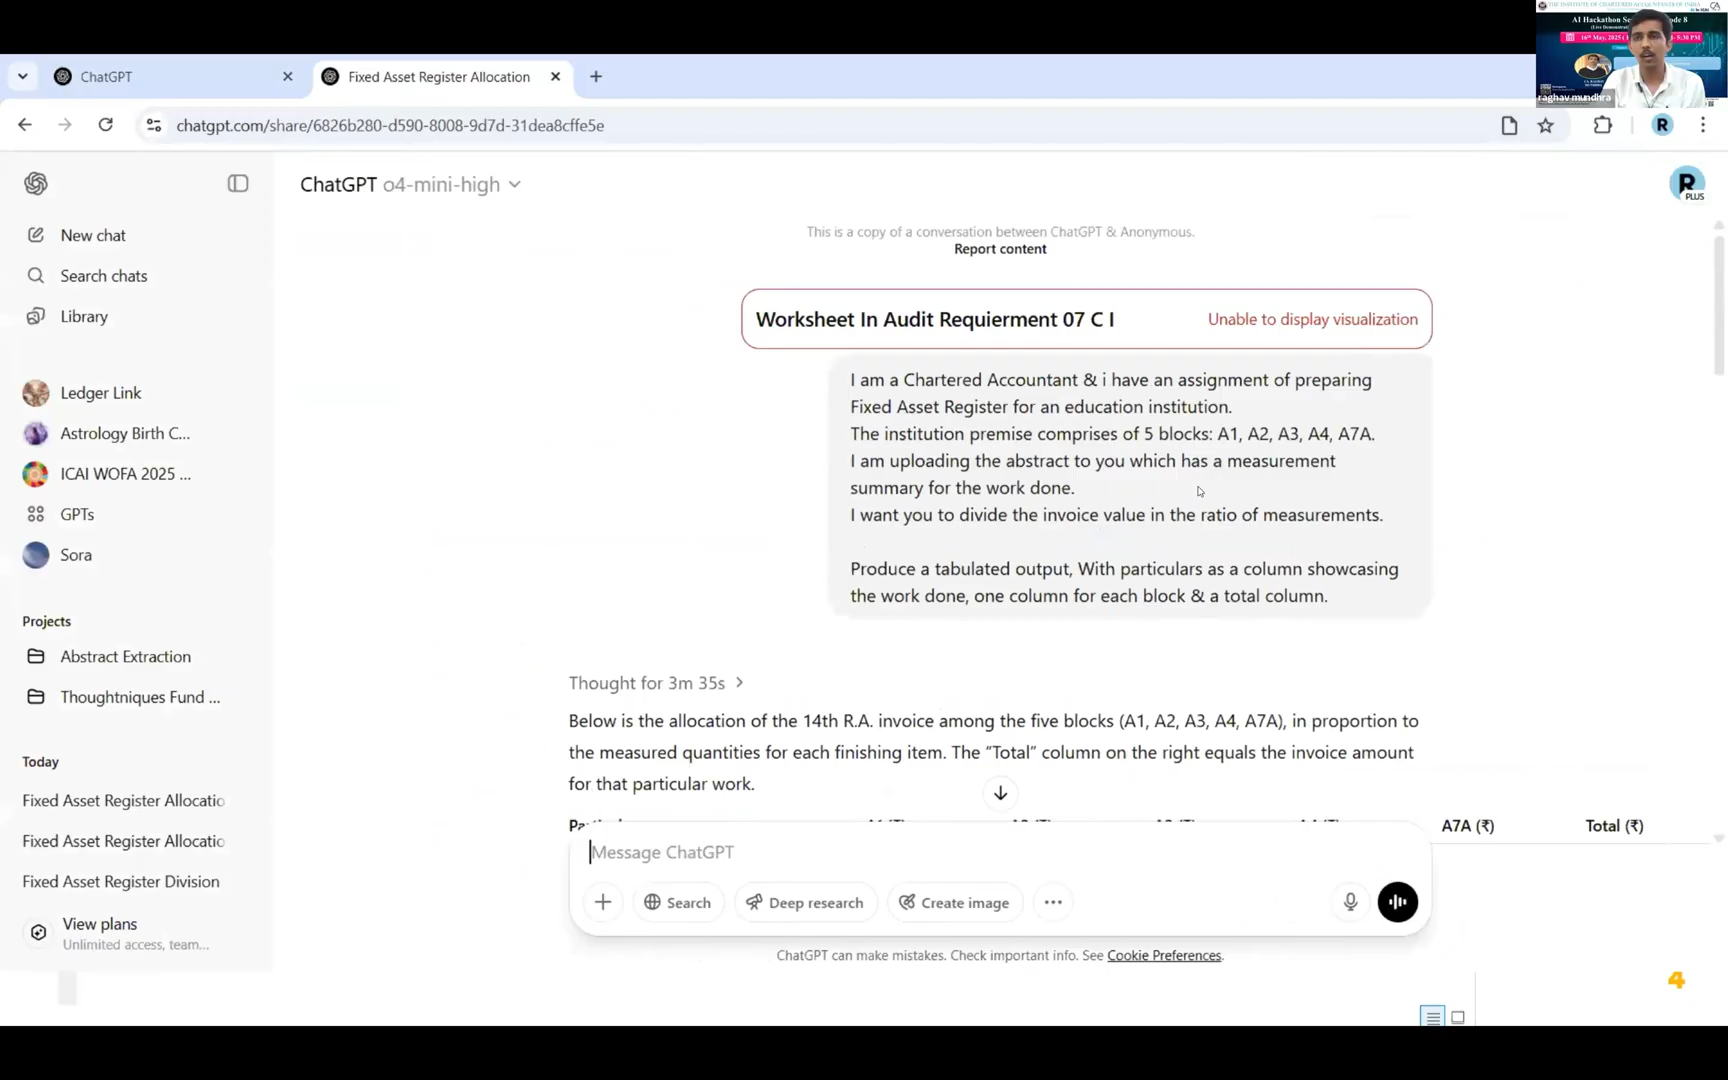 THE INSTITUTE OF CHARTERED ACCOUNTANTS OF INDIA
raghav mundhra
ChatGPT
Fixed Asset Register Allocation
chatgpt.com/share/6826b280-d590-8008-9d7d-31dea8cffe5e
R
ChatGPT o4-mini-high
R
PLUS
New chat
Search chats
Library
Ledger Link
Astrology Birth C...
ICAI WOFA 2025 ...
GPTs
Sora
Projects
Abstract Extraction
Thoughtniques Fund ...
Today
Fixed Asset Register Allocatio
Fixed Asset Register Allocatio
Fixed Asset Register Division
View plans
Unlimited access, team...
This is a copy of a conversation between ChatGPT & Anonymous.
Report content
Worksheet In Audit Requierment 07 C I
Unable to display visualization
I am a Chartered Accountant & i have an assignment of preparing
Fixed Asset Register for an education institution.
The institution premise comprises of 5 blocks: A1, A2, A3, A4, A7A.
I am uploading the abstract to you which has a measurement
summary for the work done.
I want you to divide the invoice value in the ratio of measurements.
Produce a tabulated output, With particulars as a column showcasing
the work done, one column for each block & a total column.
Thought for 3m 35s
Below is the allocation of the 14th R.A. invoice among the five blocks (A1, A2, A3, A4, A7A), in proportion to
the measured quantities for each finishing item. The “Total” column on the right equals the invoice amount
for that particular work.
A7A (₹) Total (₹)
Message ChatGPT
Search
Deep research
Create image
ChatGPT can make mistakes. Check important info. See Cookie Preferences.
4